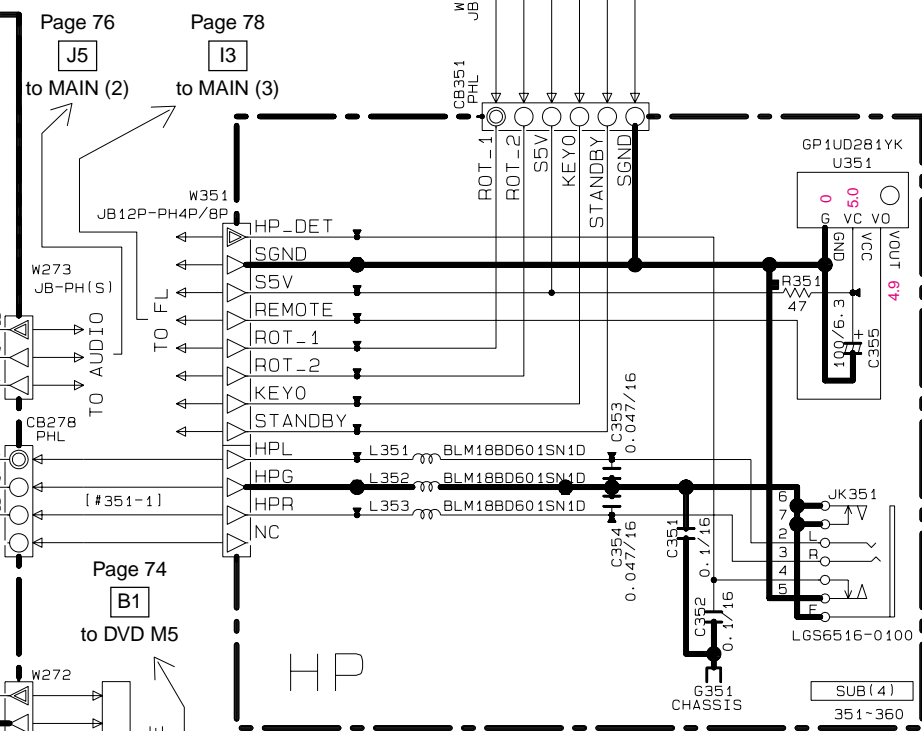 Page 76
J5
to MAIN (2)
Page 78
I3
to MAIN (3)
W
JB
CB351
PHL
ROT_1
ROT_2
S5V
KEY0
STANDBY
SGND
GP1UD281YK
U351
0
5.0
G VC VO
GND
VCC
VOUT
4.9
W351
JB12P-PH4P/8P
HP_DET
SGND
S5V
REMOTE
ROT_1
ROT_2
KEY0
STANDBY
HPL
HPG
HPR
NC
TO FL
W273
JB-PH(S)
TO AUDIO
CB278
PHL
[#351-1]
R351
47
100/6.3
+
C355
L351 BLM18BD601SN1D
L352 BLM18BD601SN1D
L353 BLM18BD601SN1D
C353
0.047/16
C354
0.047/16
C351
0.1/16
C352
0.1/16
JK351
6
7
2 L
3 R
4
5
E
LGS6516-0100
G351
CHASSIS
Page 74
B1
to DVD M5
W272
E
HP
SUB(4)
351~360